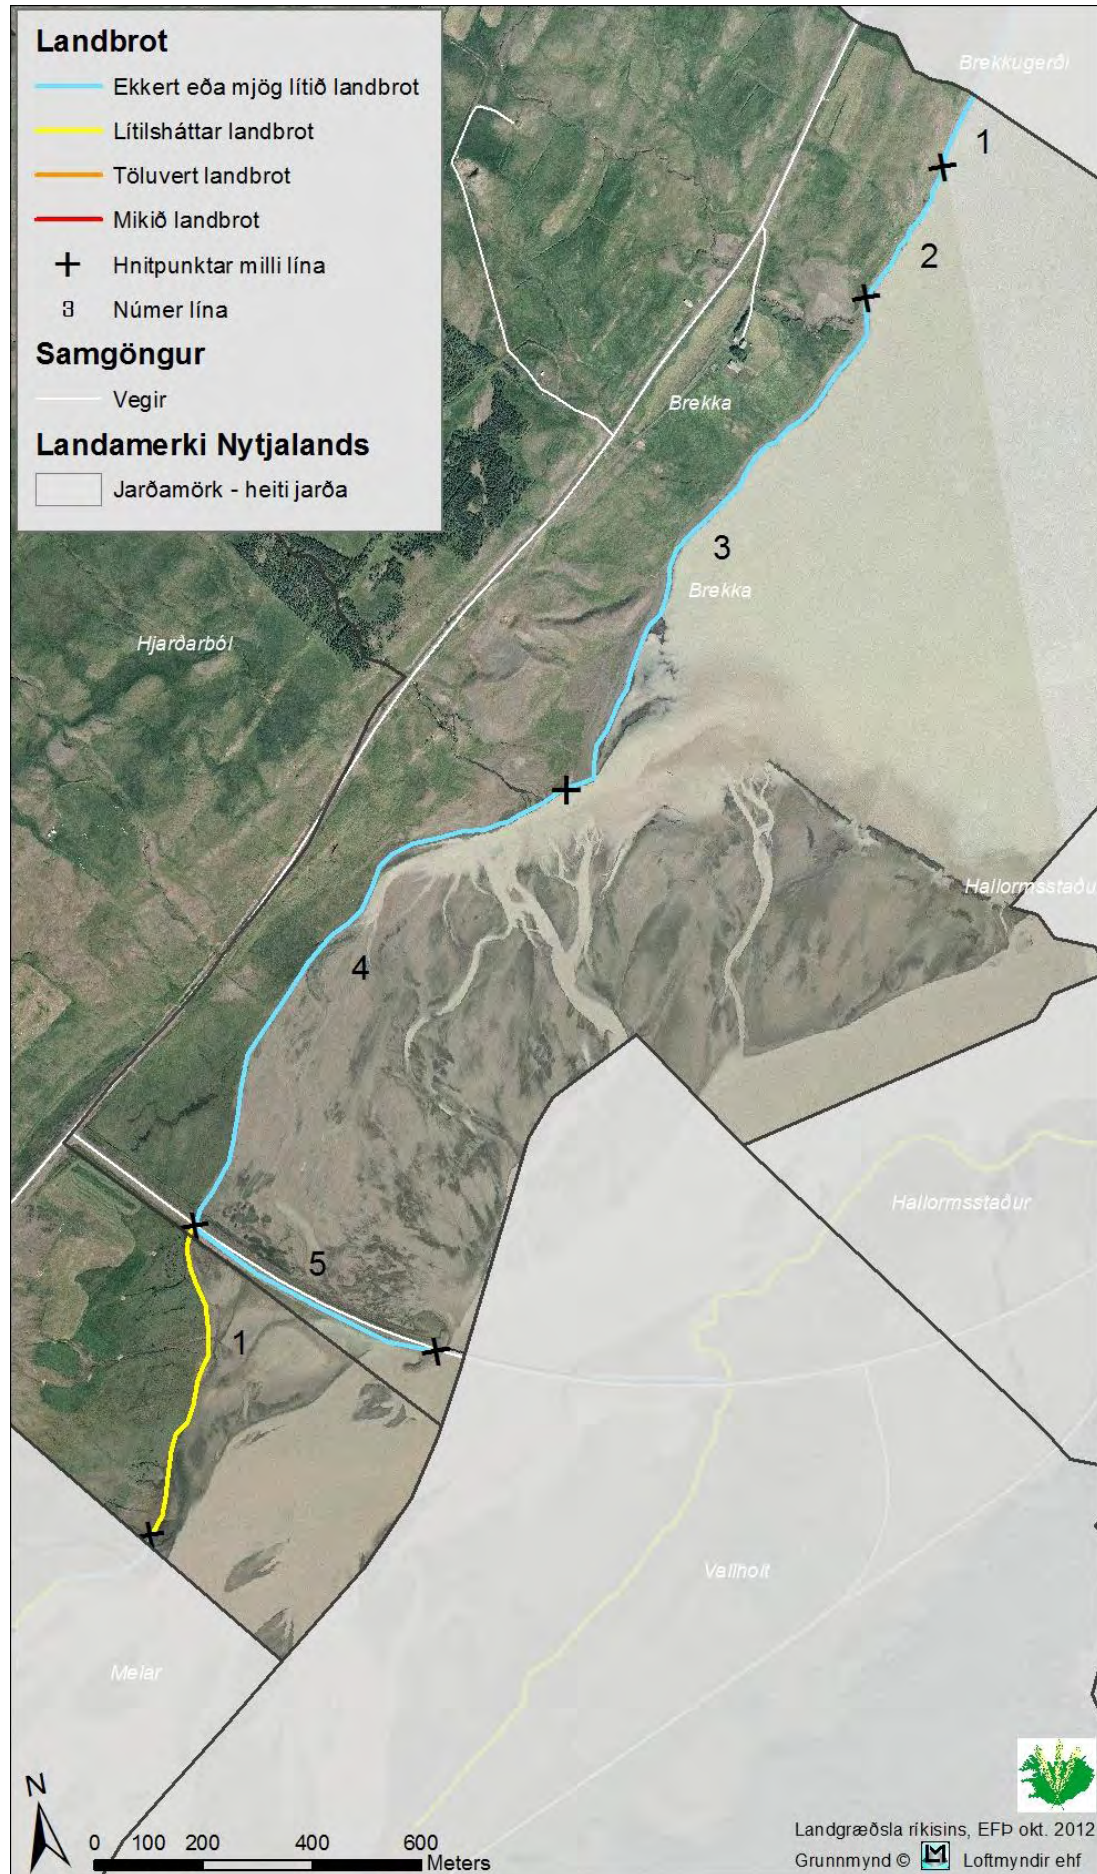 Landbrot
Ekkert eða mjög lítið landbrot
Lítilsháttar landbrot
Töluvert landbrot
Mikið landbrot
Hnitpunktar milli lína
3 Númer lína
Samgöngur
Vegir
Landamerki Nytjalands
Jarðamörk - heiti jarða
Brekkugerði
1
2
Brekka
3
Brekka
Hjarðarból
Hallormsstaðu
4
Hallormsstaður
5
1
Vallholt
Melar
N
0 100 200 400 600
Meters
Landgræðsla ríkisins, EFÞ okt. 2012
Grunnmynd © LM Loftmyndir ehf